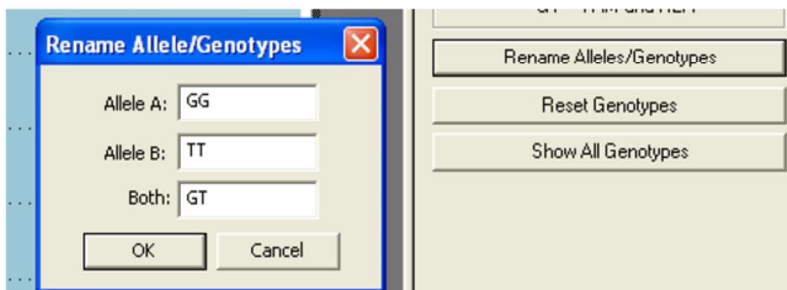 Rename Allele/Genotypes
Allele A: GG
Allele B: TT
Both: GT
OK
Cancel
Rename Alleles/Genotypes
Reset Genotypes
Show All Genotypes